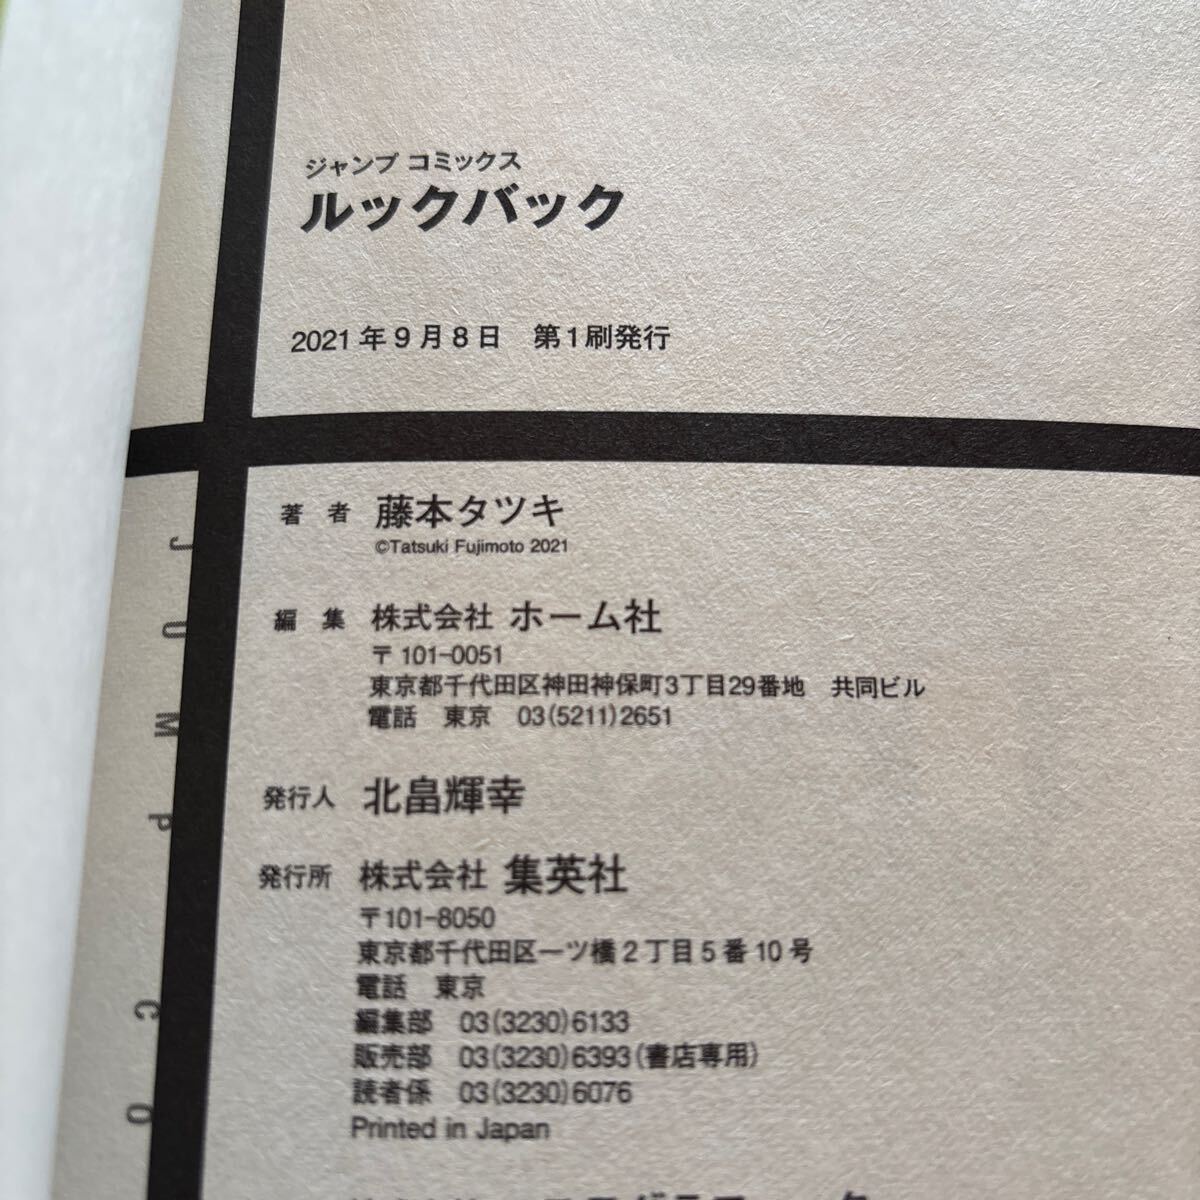 ジャンプ コミックス
ルックバック
2021年9月8日　第1刷発行
著　者　藤本タツキ
©Tatsuki Fujimoto 2021
編　集　株式会社 ホーム社
〒101-0051
東京都千代田区神田神保町3丁目29番地　共同ビル
電話　東京　03(5211)2651
発行人　北畠輝幸
発行所　株式会社 集英社
〒101-8050
東京都千代田区一ツ橋2丁目5番10号
電話　東京
編集部　03(3230)6133
販売部　03(3230)6393(書店専用)
読者係　03(3230)6076
Printed in Japan
JUMP CO